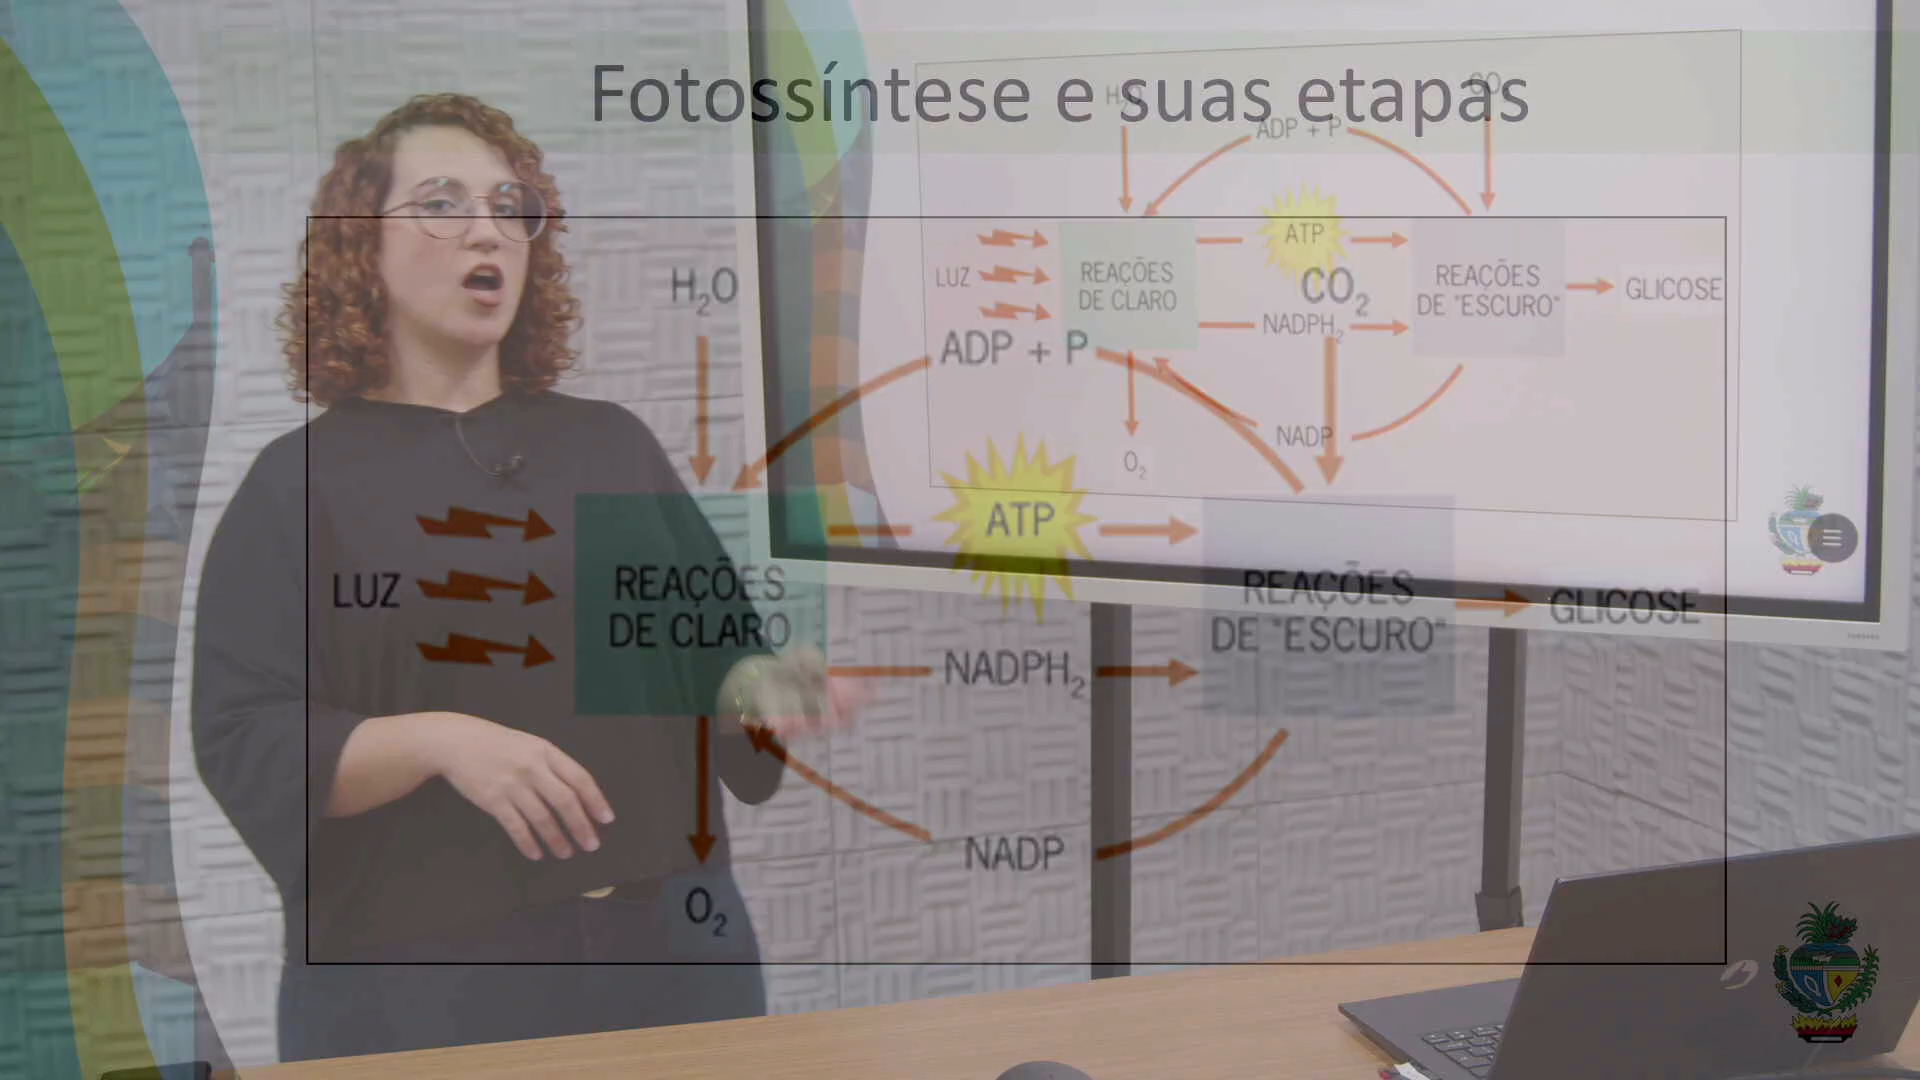 Fotossíntese e suas etapas
H₂O
CO₂
ADP + P
ATP
LUZ
REAÇÕES
DE CLARO
REAÇÕES
DE "ESCURO"
GLICOSE
NADPH₂
NADP
O₂
H₂O
CO₂
ADP + P
ATP
LUZ
REAÇÕES
DE CLARO
REAÇÕES
DE "ESCURO"
GLICOSE
NADPH₂
NADP
O₂